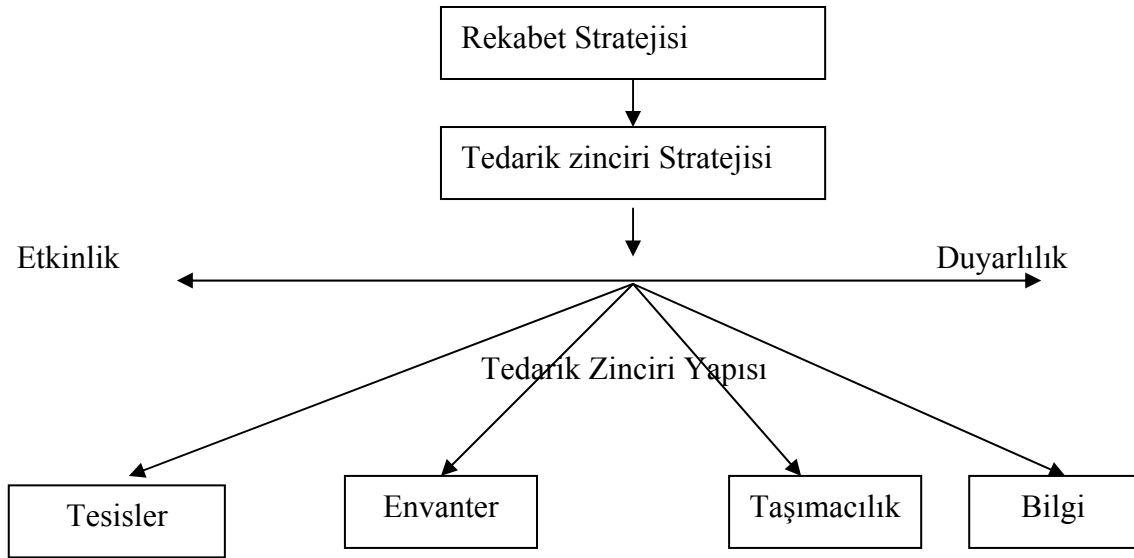 Rekabet Stratejisi
Tedarik zinciri Stratejisi
Etkinlik
Duyarlılık
Tedarik Zinciri Yapısı
Tesisler
Envanter
Taşımacılık
Bilgi